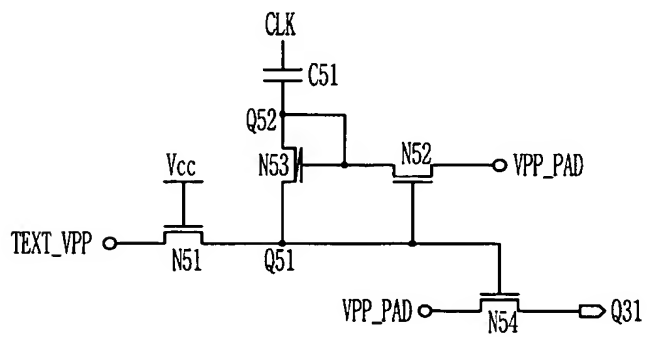 CLK
C51
Q52
N53
N52
VPP_PAD
Vcc
TEXT_VPP
N51
Q51
VPP_PAD
N54
Q31